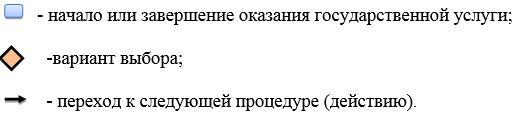 - начало или завершение оказания государственной услуги;
-вариант выбора;
- переход к следующей процедуре (действию).